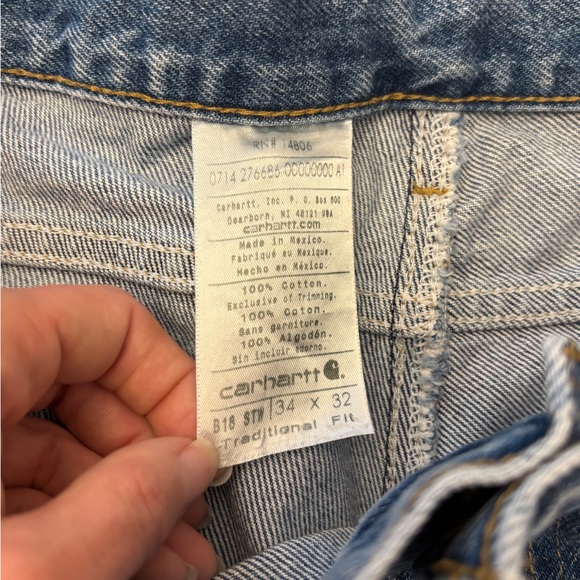 RN# 14806
0714 276686 00000000 A1
Carhartt, Inc. P. O. Box 600
Dearborn, MI 48121 USA
carhartt.com
Made in Mexico.
Fabriqué au Mexique.
Hecho en México.
100% Cotton.
Exclusive of Trimming.
100% Coton.
Sans garniture.
100% Algodón.
Sin incluir adorno.
carhartt
B18 STW 34 X 32
Traditional Fit